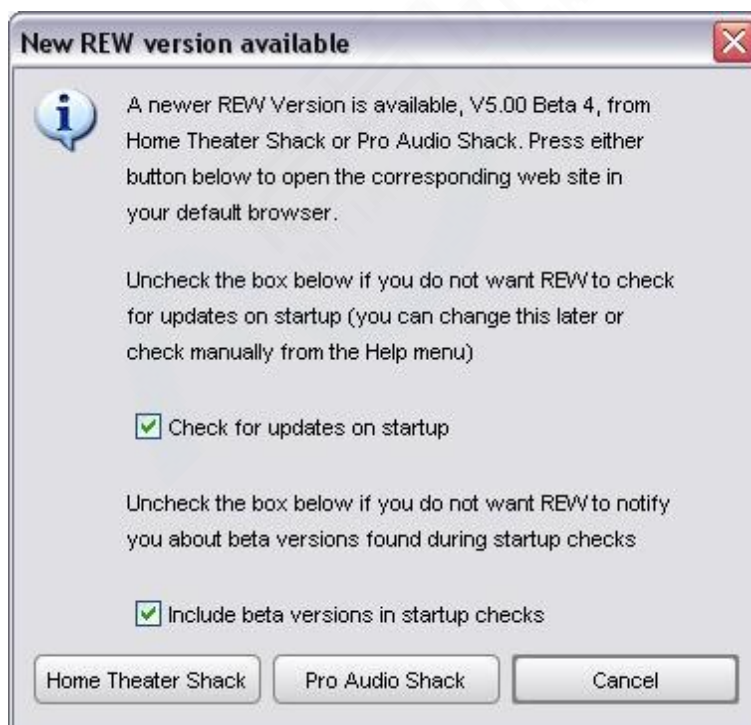 New REW version available
A newer REW Version is available, V5.00 Beta 4, from
Home Theater Shack or Pro Audio Shack. Press either
button below to open the corresponding web site in
your default browser.
Uncheck the box below if you do not want REW to check
for updates on startup (you can change this later or
check manually from the Help menu)
Check for updates on startup
Uncheck the box below if you do not want REW to notify
you about beta versions found during startup checks
Include beta versions in startup checks
Home Theater Shack Pro Audio Shack Cancel